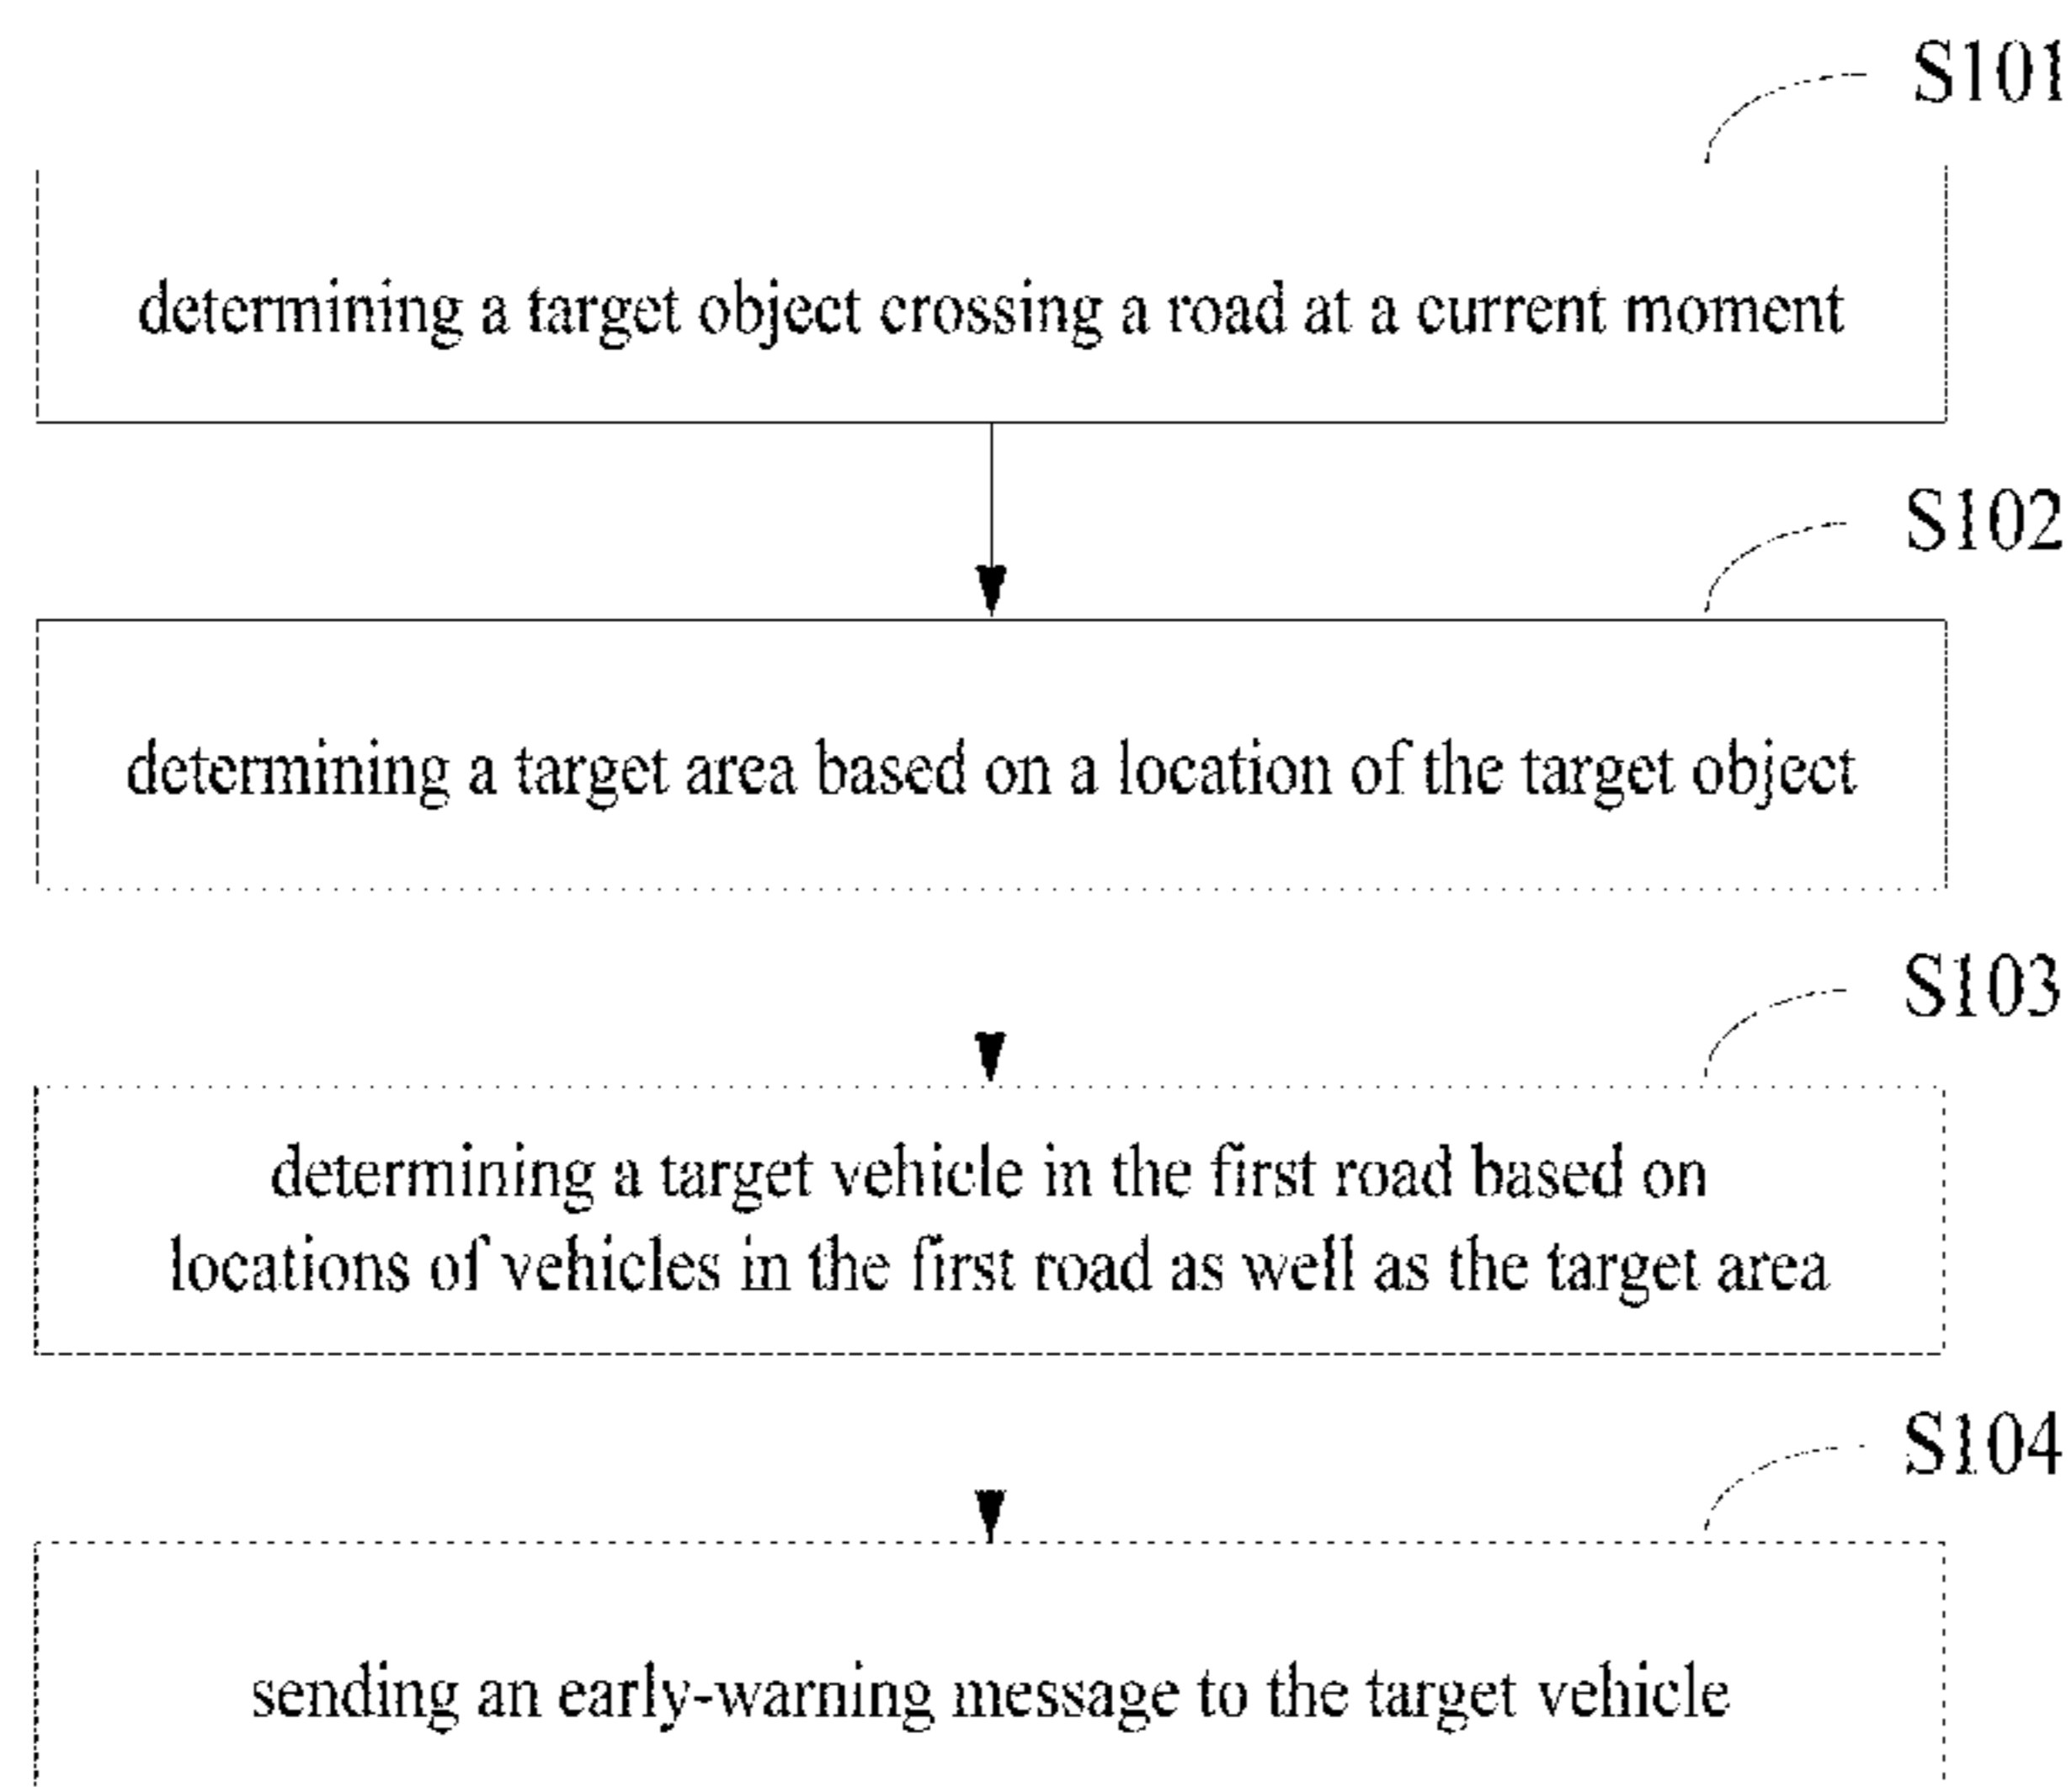 S101
determining a target object crossing a road at a current moment
S102
determining a target area based on a location of the target object
S103
determining a target vehicle in the first road based on
locations of vehicles in the first road as well as the target area
S104
sending an early-warning message to the target vehicle